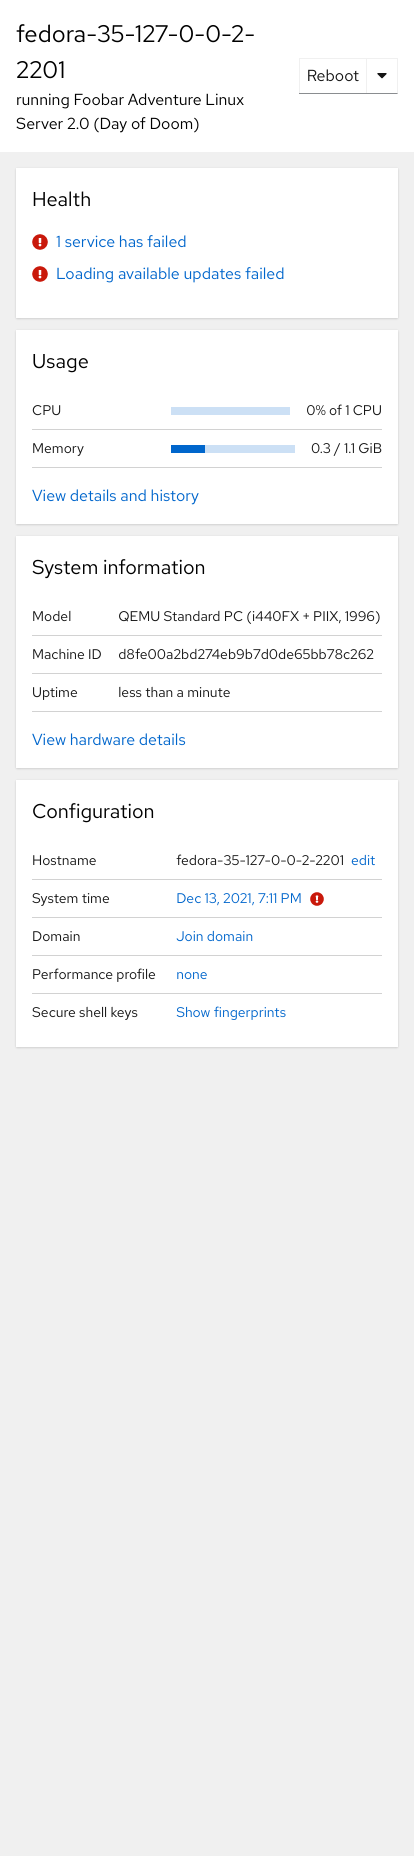 fedora-35-127-0-0-2-
2201
running Foobar Adventure Linux
Server 2.0 (Day of Doom)
Reboot
Health
1 service has failed
Loading available updates failed
Usage
CPU 0% of 1 CPU
Memory 0.3 / 1.1 GiB
View details and history
System information
Model QEMU Standard PC (i440FX + PIIX, 1996)
Machine ID d8fe00a2bd274eb9b7d0de65bb78c262
Uptime less than a minute
View hardware details
Configuration
Hostname fedora-35-127-0-0-2-2201 edit
System time Dec 13, 2021, 7:11 PM
Domain Join domain
Performance profile none
Secure shell keys Show fingerprints